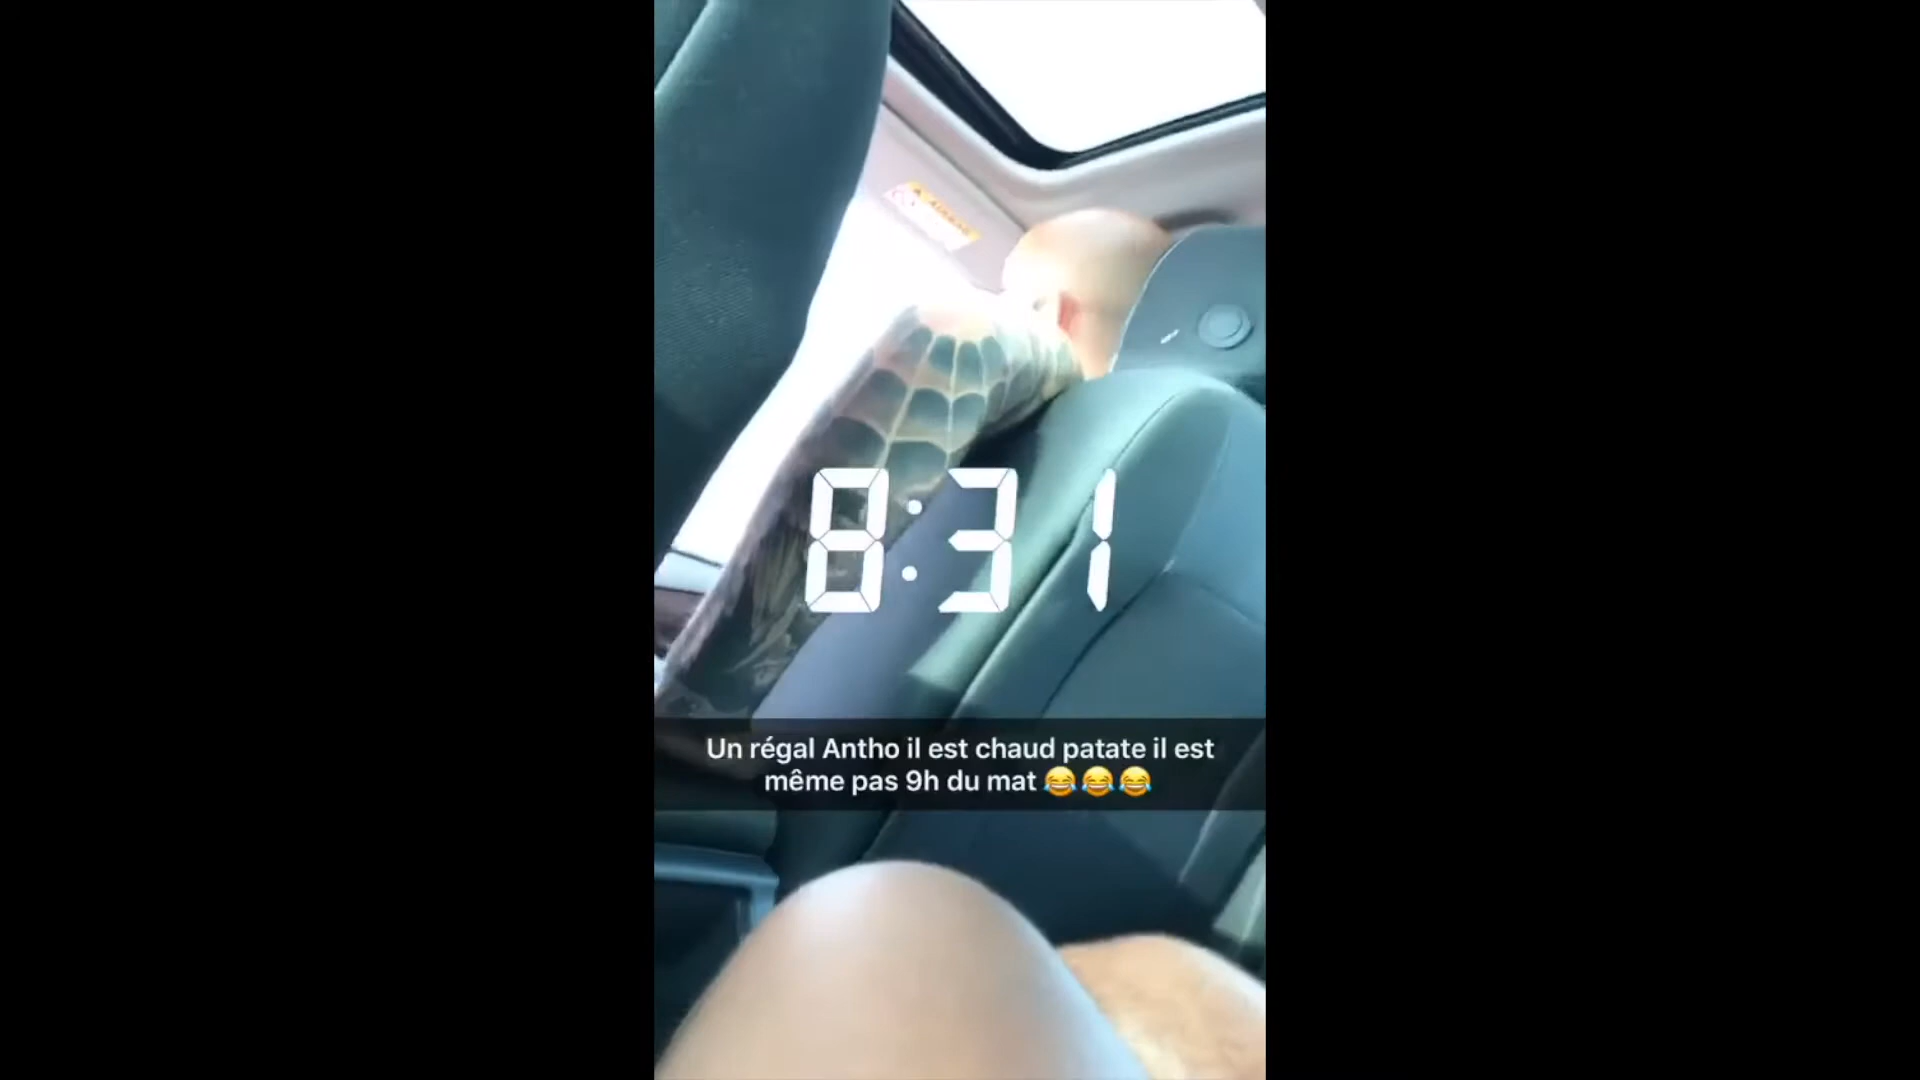 8:31
Un régal Antho il est chaud patate il est
même pas 9h du mat 😂😂😂